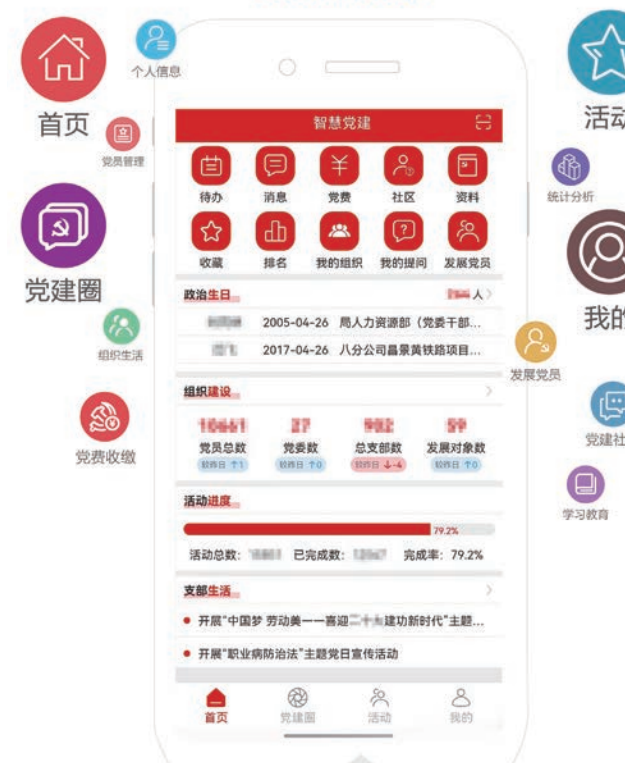 首页
个人信息
党员管理
党建圈
组织生活
党费收缴
智慧党建
待办 消息 党费 社区 资料
收藏 排名 我的组织 我的提问 发展党员
政治生日 人
2005-04-26 局人力资源部（党委干部...
2017-04-26 八分公司昌景黄铁路项目...
组织建设
党员总数 党委数 总支部数 发展对象数
较昨日 ↑1 较昨日 ↑0 较昨日 ↓-4 较昨日 ↑0
活动进度
79.2%
活动总数： 已完成数： 完成率：79.2%
支部生活
开展“中国梦 劳动美一一喜迎二十大建功新时代”主题...
开展“职业病防治法”主题党日宣传活动
首页 党建圈 活动 我的
活动
统计分析
我的
发展党员
党建社
学习教育